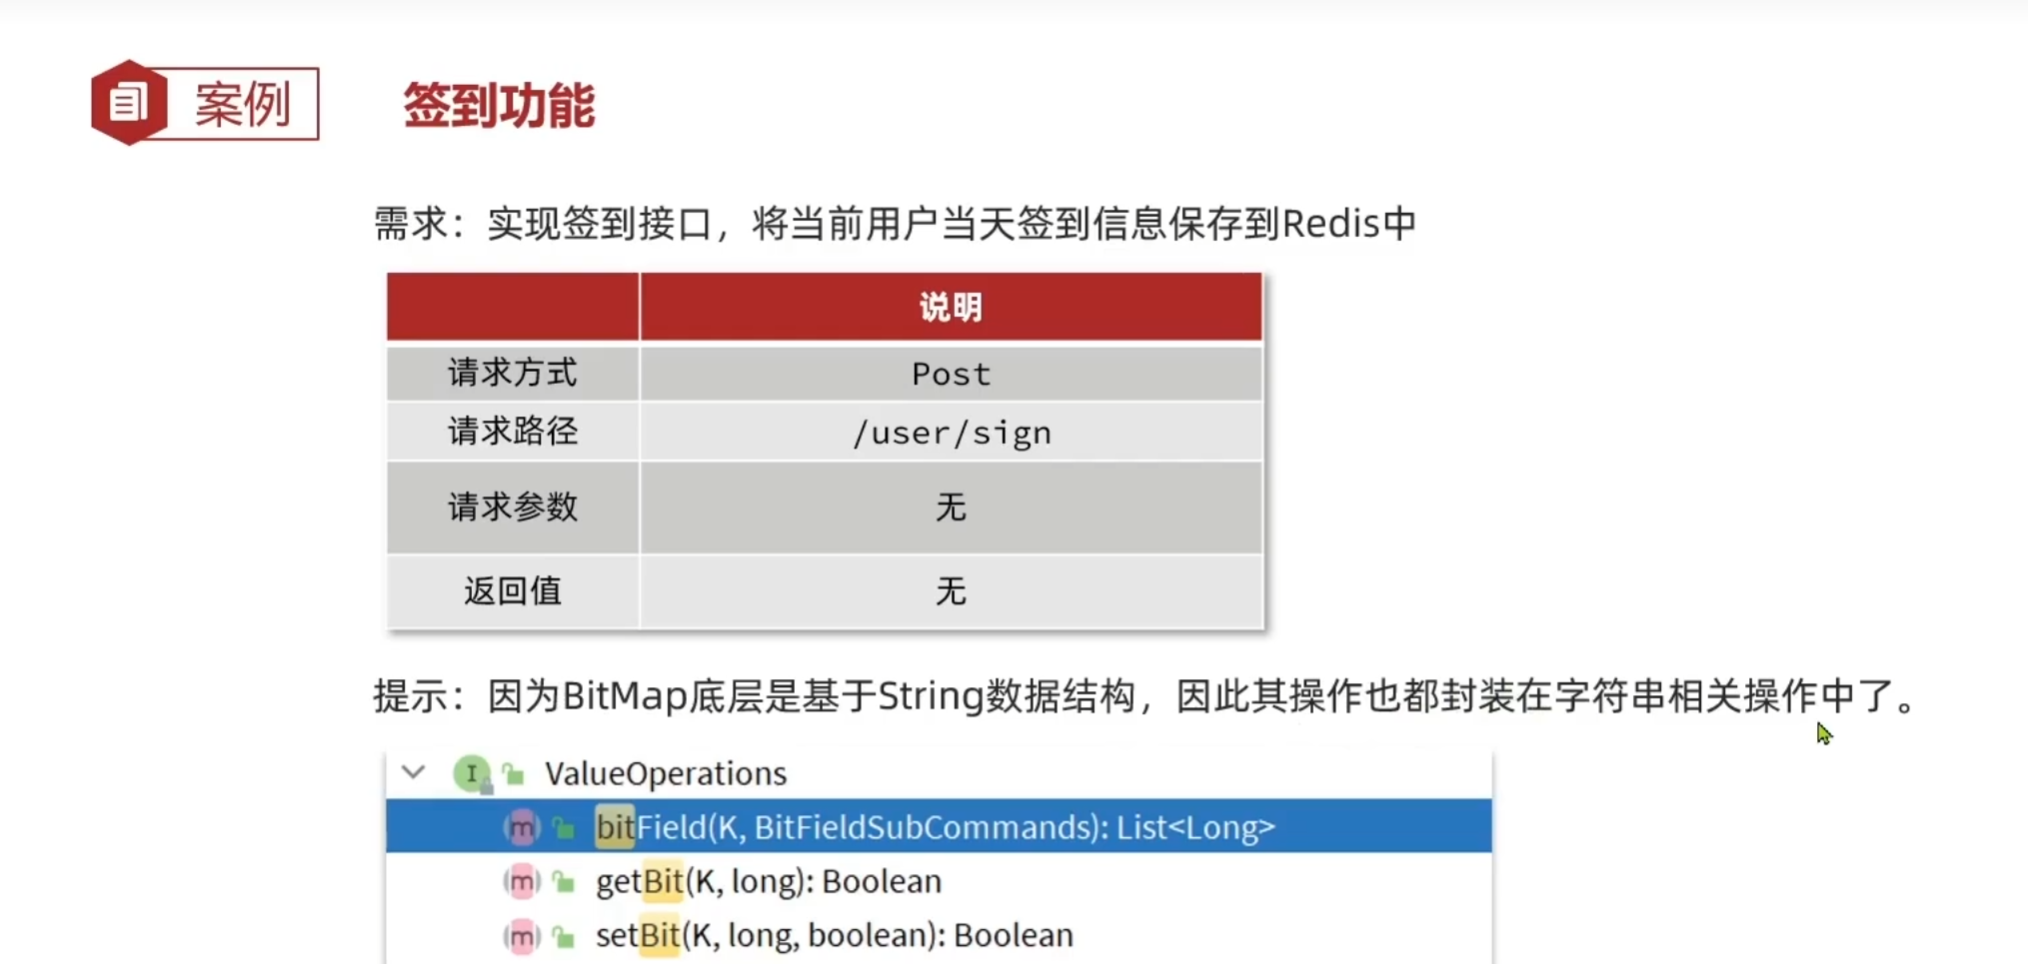 案例
签到功能
需求：实现签到接口，将当前用户当天签到信息保存到Redis中
说明
请求方式 Post
请求路径 /user/sign
请求参数 无
返回值 无
提示：因为BitMap底层是基于String数据结构，因此其操作也都封装在字符串相关操作中了。
I ValueOperations
m bitField(K, BitFieldSubCommands): List<Long>
m getBit(K, long): Boolean
m setBit(K, long, boolean): Boolean